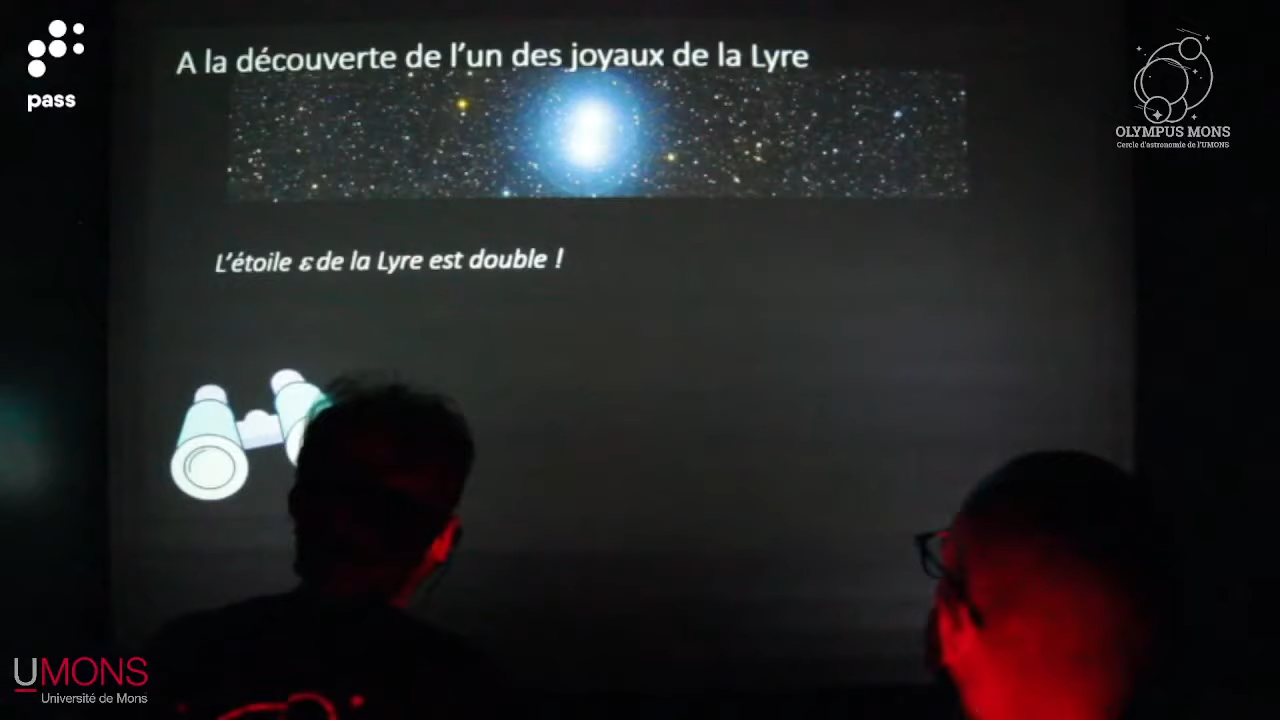 pass
A la découverte de l'un des joyaux de la Lyre
OLYMPUS MONS
Cercle d'astronomie de l'UMONS
L'étoile ε de la Lyre est double !
UMONS
Université de Mons